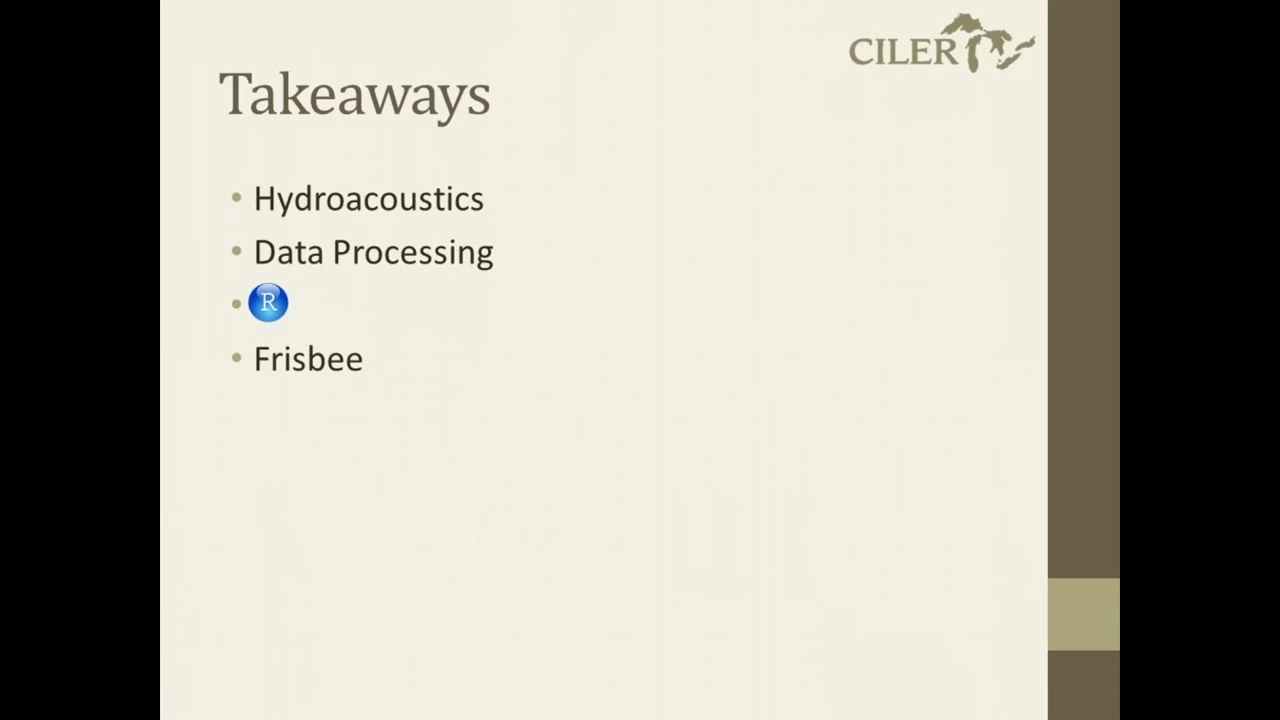 CILER
Takeaways
• Hydroacoustics
• Data Processing
• R
• Frisbee